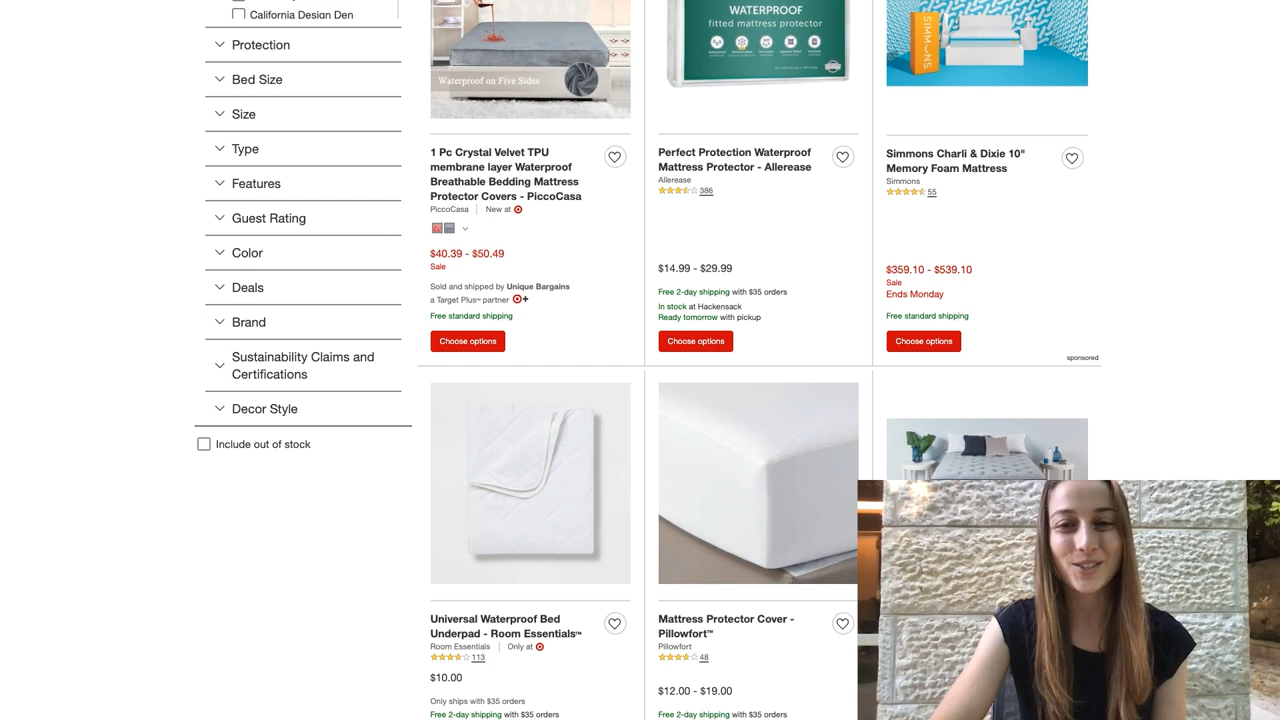 California Design Den
Protection
Bed Size
Size
Type
Features
Guest Rating
Color
Deals
Brand
Sustainability Claims and
Certifications
Decor Style
Include out of stock
Waterproof on Five Sides
1 Pc Crystal Velvet TPU
membrane layer Waterproof
Breathable Bedding Mattress
Protector Covers - PiccoCasa
PiccoCasa | New at
$40.39 - $50.49
Sale
Sold and shipped by Unique Bargains
a Target Plus™ partner
Free standard shipping
Choose options
WATERPROOF
fitted mattress protector
Perfect Protection Waterproof
Mattress Protector - Allerease
Allerease
386
$14.99 - $29.99
Free 2-day shipping with $35 orders
In stock at Hackensack
Ready tomorrow with pickup
Choose options
SIMMONS
Simmons Charli & Dixie 10"
Memory Foam Mattress
Simmons
55
$359.10 - $539.10
Sale
Ends Monday
Free standard shipping
Choose options
sponsored
Universal Waterproof Bed
Underpad - Room Essentials™
Room Essentials | Only at
113
$10.00
Only ships with $35 orders
Free 2-day shipping with $35 orders
Mattress Protector Cover -
Pillowfort™
Pillowfort
48
$12.00 - $19.00
Free 2-day shipping with $35 orders